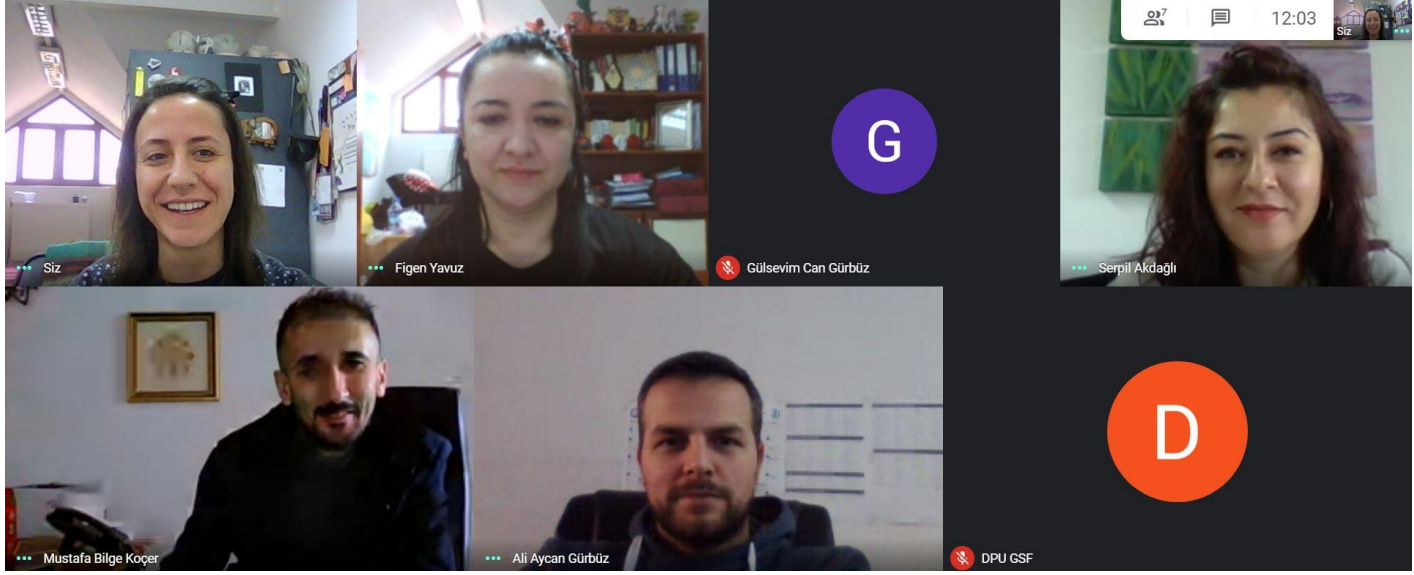 7
12:03
Siz
Siz
Figen Yavuz
G
Gülsevim Can Gürbüz
Serpil Akdağlı
Mustafa Bilge Koçer
Ali Aycan Gürbüz
D
DPU GSF